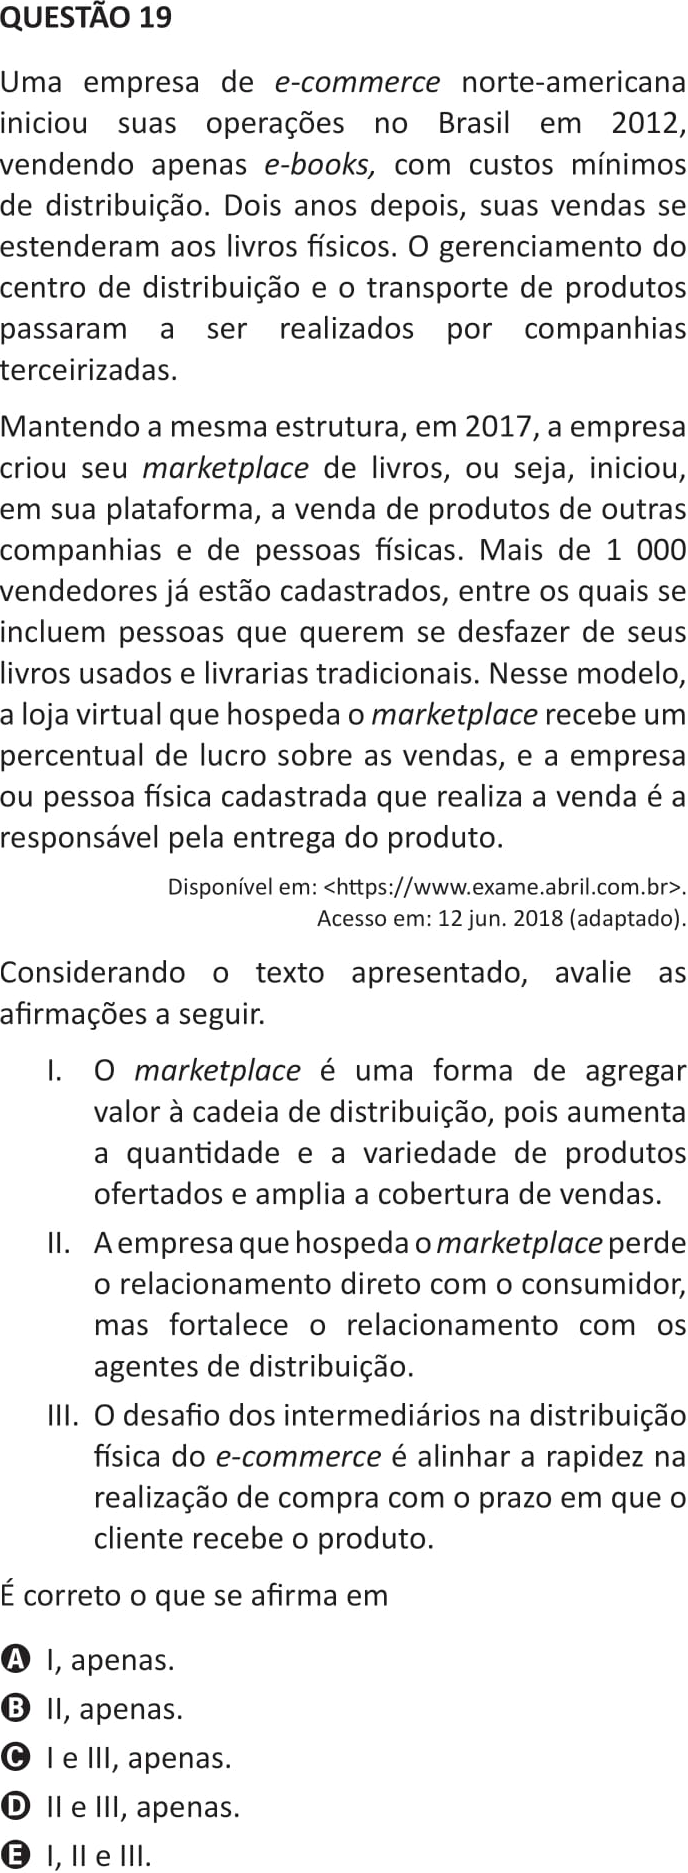 QUESTÃO 19
Uma empresa de e-commerce norte-americana
iniciou suas operações no Brasil em 2012,
vendendo apenas e-books, com custos mínimos
de distribuição. Dois anos depois, suas vendas se
estenderam aos livros físicos. O gerenciamento do
centro de distribuição e o transporte de produtos
passaram a ser realizados por companhias
terceirizadas.
Mantendo a mesma estrutura, em 2017, a empresa
criou seu marketplace de livros, ou seja, iniciou,
em sua plataforma, a venda de produtos de outras
companhias e de pessoas físicas. Mais de 1 000
vendedores já estão cadastrados, entre os quais se
incluem pessoas que querem se desfazer de seus
livros usados e livrarias tradicionais. Nesse modelo,
a loja virtual que hospeda o marketplace recebe um
percentual de lucro sobre as vendas, e a empresa
ou pessoa física cadastrada que realiza a venda é a
responsável pela entrega do produto.
Disponível em: <https://www.exame.abril.com.br>.
Acesso em: 12 jun. 2018 (adaptado).
Considerando o texto apresentado, avalie as
afirmações a seguir.
I. O marketplace é uma forma de agregar
valor à cadeia de distribuição, pois aumenta
a quantidade e a variedade de produtos
ofertados e amplia a cobertura de vendas.
II. A empresa que hospeda o marketplace perde
o relacionamento direto com o consumidor,
mas fortalece o relacionamento com os
agentes de distribuição.
III. O desafio dos intermediários na distribuição
física do e-commerce é alinhar a rapidez na
realização de compra com o prazo em que o
cliente recebe o produto.
É correto o que se afirma em
A I, apenas.
B II, apenas.
C I e III, apenas.
D II e III, apenas.
E I, II e III.